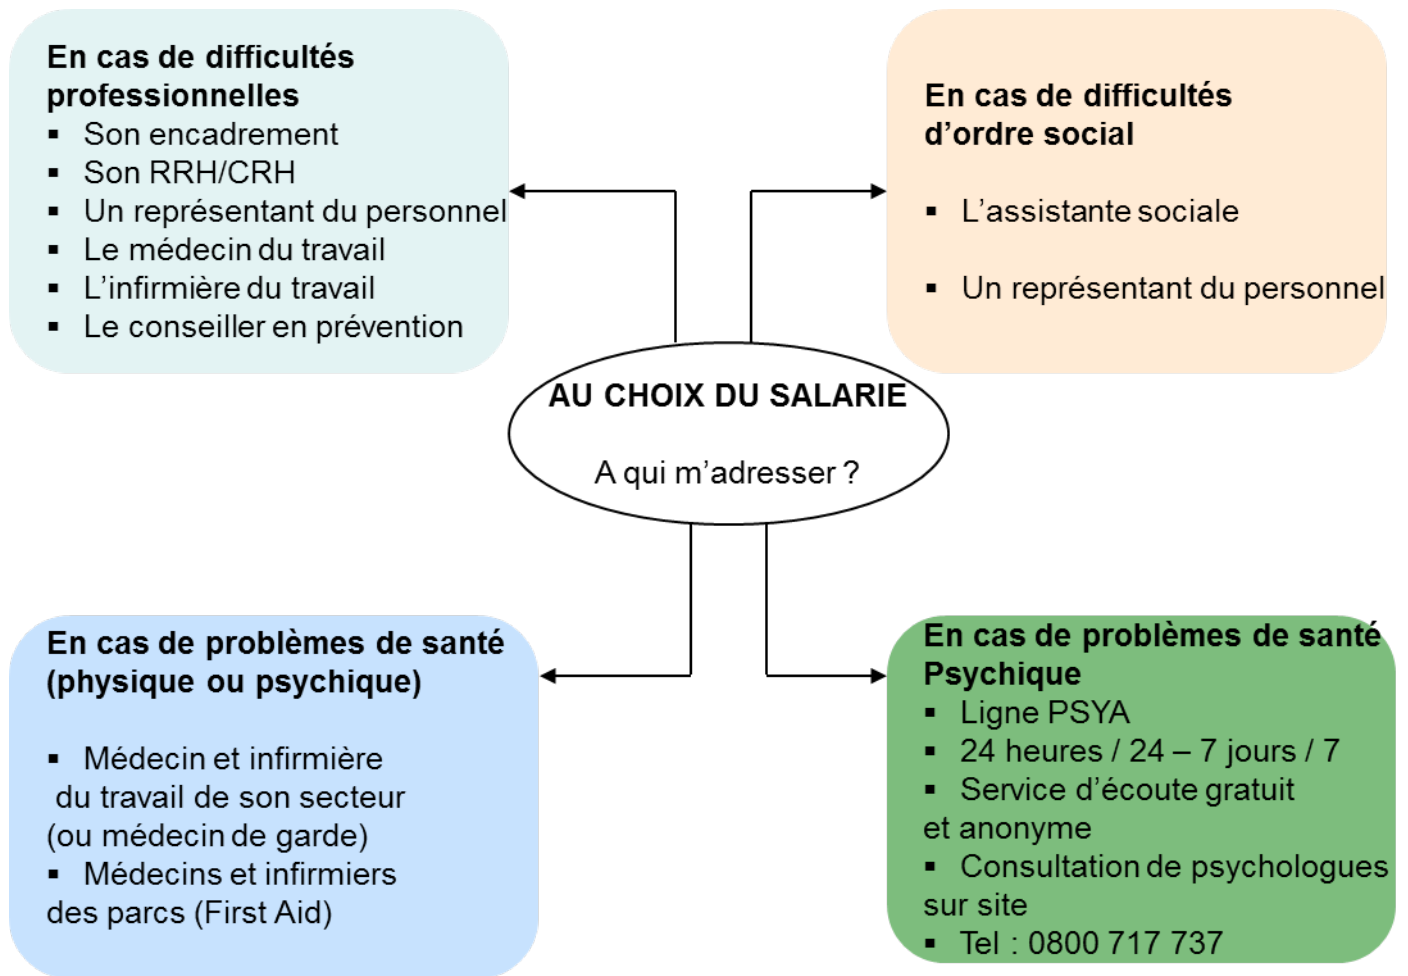 En cas de difficultés
professionnelles
▪ Son encadrement
▪ Son RRH/CRH
▪ Un représentant du personnel
▪ Le médecin du travail
▪ L’infirmière du travail
▪ Le conseiller en prévention
En cas de difficultés
d’ordre social
▪ L’assistante sociale
▪ Un représentant du personnel
AU CHOIX DU SALARIE
A qui m’adresser ?
En cas de problèmes de santé
(physique ou psychique)
▪ Médecin et infirmière
du travail de son secteur
(ou médecin de garde)
▪ Médecins et infirmiers
des parcs (First Aid)
En cas de problèmes de santé
Psychique
▪ Ligne PSYA
▪ 24 heures / 24 – 7 jours / 7
▪ Service d’écoute gratuit
et anonyme
▪ Consultation de psychologues
sur site
▪ Tel : 0800 717 737